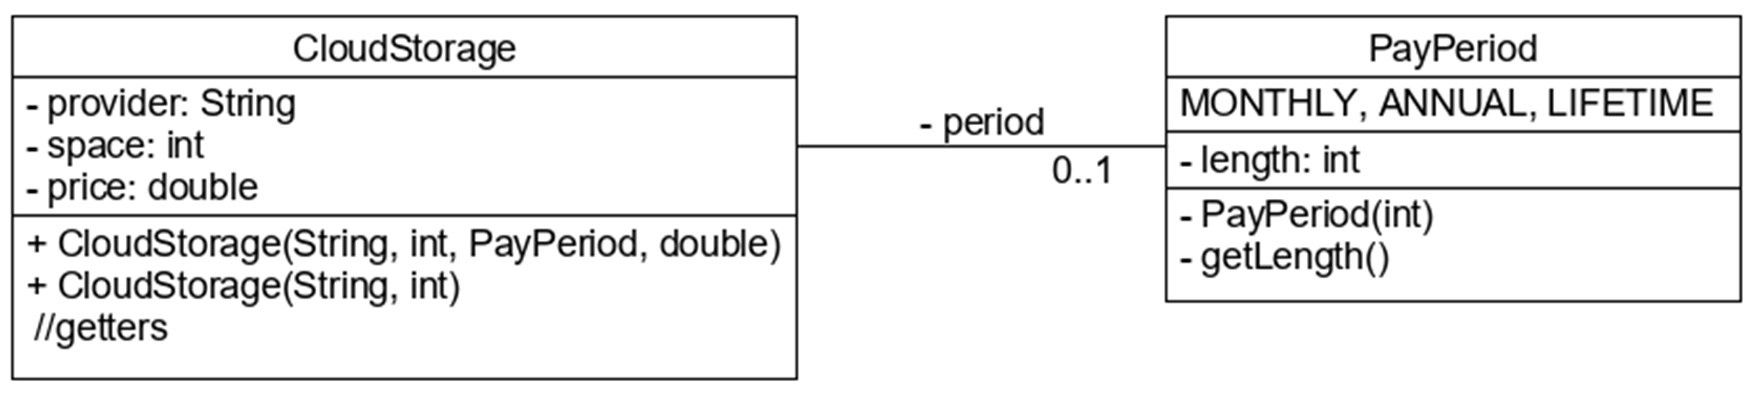 CloudStorage
- provider: String
- space: int
- price: double
+ CloudStorage(String, int, PayPeriod, double)
+ CloudStorage(String, int)
//getters
- period
0..1
PayPeriod
MONTHLY, ANNUAL, LIFETIME
- length: int
- PayPeriod(int)
- getLength()